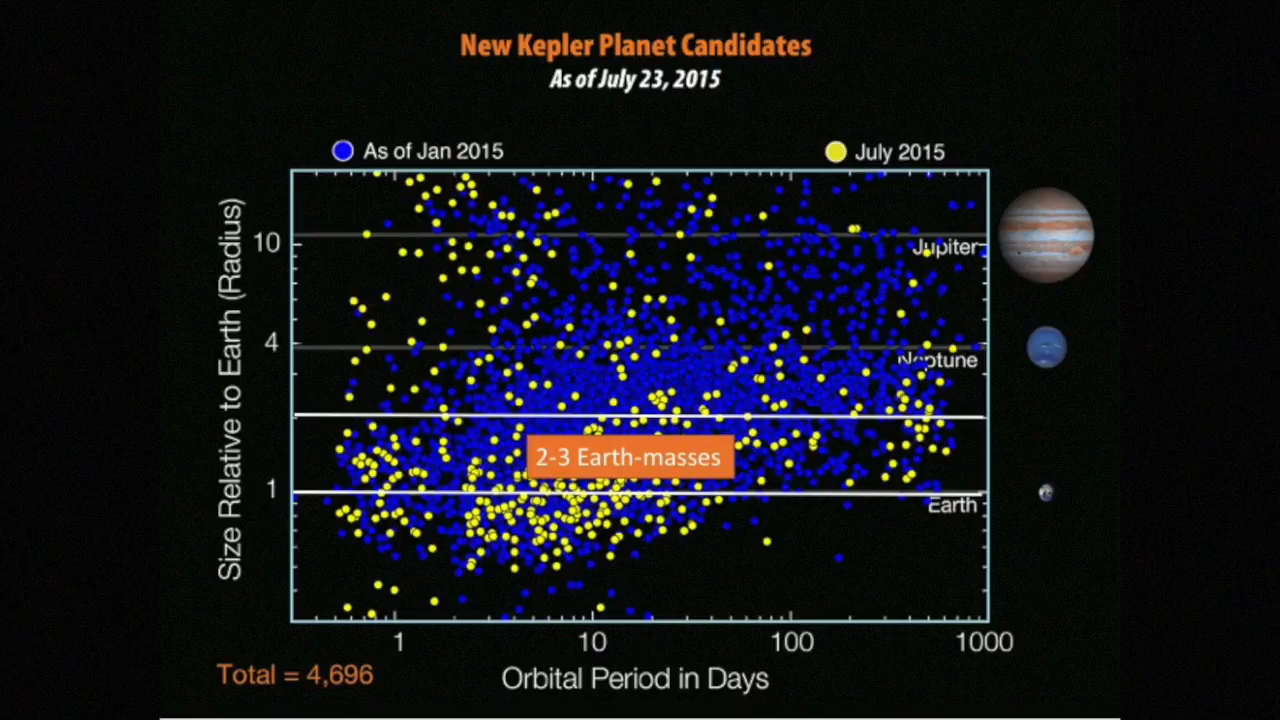 New Kepler Planet Candidates
As of July 23, 2015
As of Jan 2015
July 2015
Size Relative to Earth (Radius)
10
Jupiter
4
Neptune
2-3 Earth-masses
1
Earth
1 10 100 1000
Orbital Period in Days
Total = 4,696